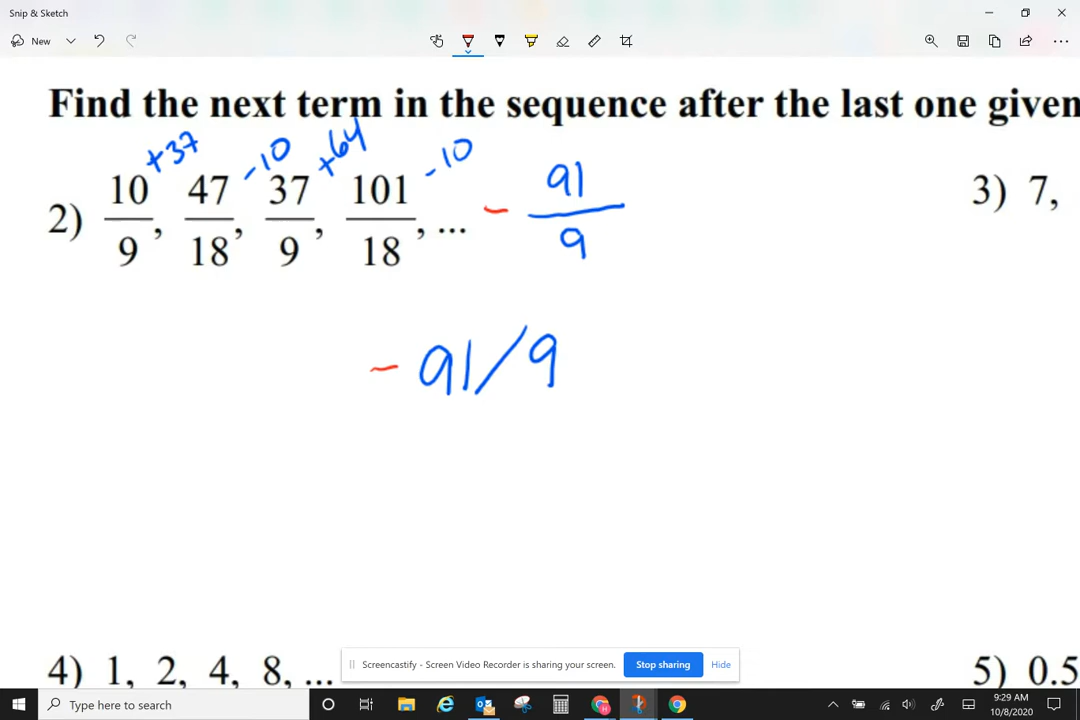 Snip & Sketch
New
Find the next term in the sequence after the last one given
+37 -10 +64 -10
2) 10/9, 47/18, 37/9, 101/18, ... - 91/9
3) 7,
- 91/9
4) 1, 2, 4, 8, ...
5) 0.5
Screencastify - Screen Video Recorder is sharing your screen.
Stop sharing
Hide
Type here to search
9:29 AM
10/8/2020